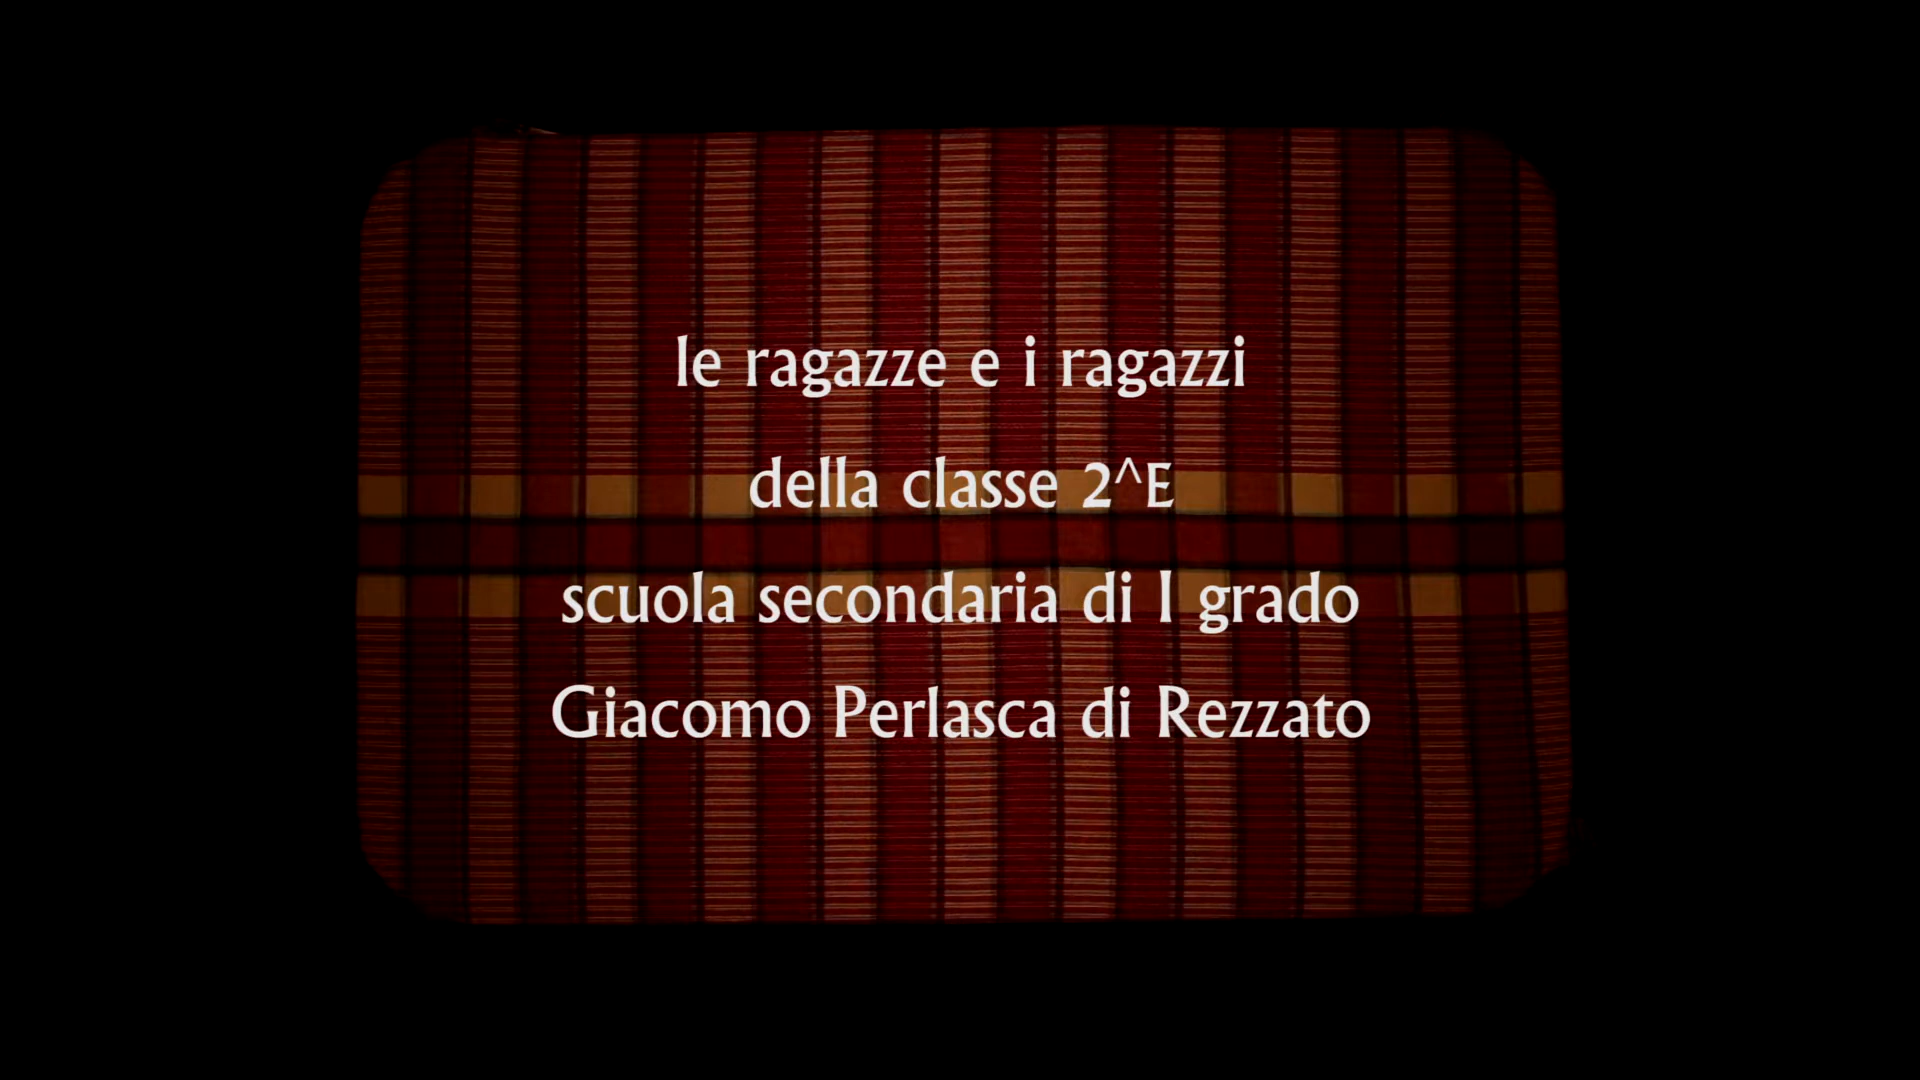 le ragazze e i ragazzi
della classe 2^E
scuola secondaria di I grado
Giacomo Perlasca di Rezzato